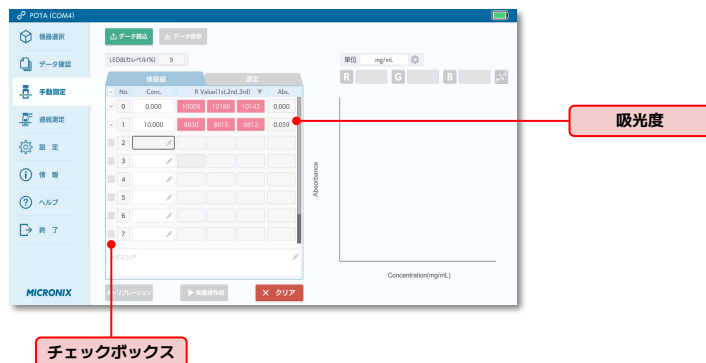 POTA (COM4)
機器選択
データ確認
手動測定
連続測定
設 定
情 報
ヘルプ
終 了
MICRONIX
データ読込
データ保存
LED出力レベル(%) 9
検量線
測定
No. Conc. R Value(1st,2nd,3rd) ▼ Abs.
0 0.000 10009 10188 10143 0.000
1 10.000 8830 8815 8812 0.059
2
3
4
5
6
7
キャリブレーション
検量線作成
× クリア
単位 mg/mL
R G B
Absorbance
Concentration(mg/mL)
吸光度
チェックボックス